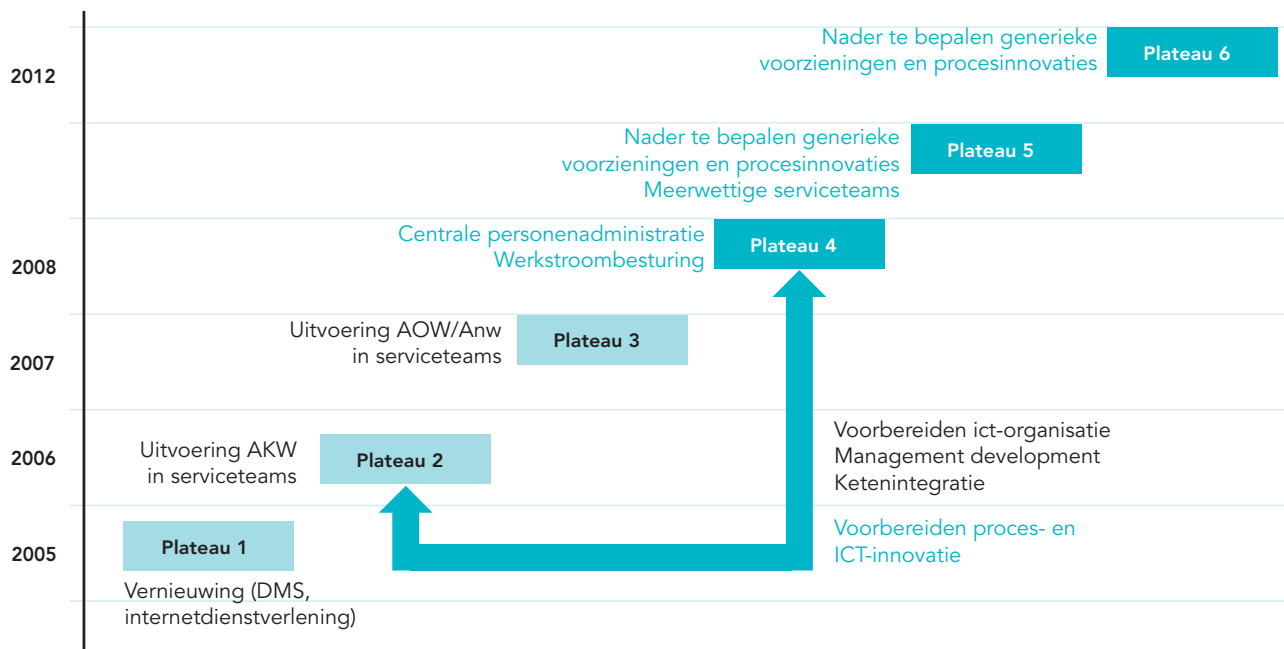 2012
Nader te bepalen generieke
voorzieningen en procesinnovaties
Plateau 6
Nader te bepalen generieke
voorzieningen en procesinnovaties
Meerwettige serviceteams
Plateau 5
2008
Centrale personenadministratie
Werkstroombesturing
Plateau 4
2007
Uitvoering AOW/Anw
in serviceteams
Plateau 3
2006
Uitvoering AKW
in serviceteams
Plateau 2
Voorbereiden ict-organisatie
Management development
Ketenintegratie
2005
Plateau 1
Vernieuwing (DMS,
internetdienstverlening)
Voorbereiden proces- en
ICT-innovatie